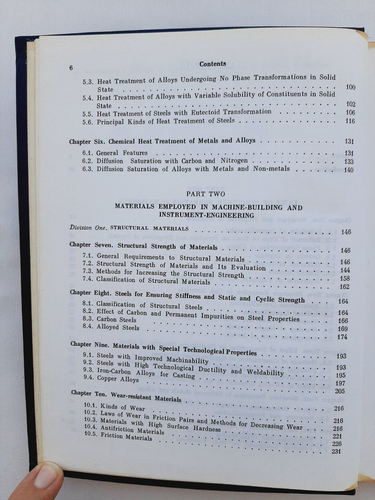 6 Contents
5.3. Heat Treatment of Alloys Undergoing No Phase Transformations in Solid
State . . . . . . . . . . 100
5.4. Heat Treatment of Alloys with Variable Solubility of Constituents in Solid
State . . . . . . . . . . 102
5.5. Heat Treatment of Steels with Eutectoid Transformation . . . . . . 106
5.6. Principal Kinds of Heat Treatment of Steels . . . . . . . . 116
Chapter Six. Chemical Heat Treatment of Metals and Alloys . . . . . . 131
6.1. General Features . . . . . . . . . . 131
6.2. Diffusion Saturation with Carbon and Nitrogen . . . . . . . . 133
6.3. Diffusion Saturation of Alloys with Metals and Non-metals . . . . . . 140
PART TWO
MATERIALS EMPLOYED IN MACHINE-BUILDING AND
INSTRUMENT-ENGINEERING
Division One. STRUCTURAL MATERIALS . . . . . . . . . . 146
Chapter Seven. Structural Strength of Materials . . . . . . . . 146
7.1. General Requirements to Structural Materials . . . . . . . . 146
7.2. Structural Strength of Materials and Its Evaluation . . . . . . 144
7.3. Methods for Increasing the Structural Strength . . . . . . . . 158
7.4. Classification of Structural Materials . . . . . . . . 162
Chapter Eight. Steels for Ensuring Stiffness and Static and Cyclic Strength . . . . 164
8.1. Classification of Structural Steels . . . . . . . . 164
8.2. Effect of Carbon and Permanent Impurities on Steel Properties . . . . 166
8.3. Carbon Steels . . . . . . . . . . 169
8.4. Alloyed Steels . . . . . . . . . . 174
Chapter Nine. Materials with Special Technological Properties . . . . . . 193
9.1. Steels with Improved Machinability . . . . . . . . 193
9.2. Steels with High Technological Ductility and Weldability . . . . . . 195
9.3. Iron-Carbon Alloys for Casting . . . . . . . . 197
9.4. Copper Alloys . . . . . . . . . . 205
Chapter Ten. Wear-resistant Materials . . . . . . . . 216
10.1. Kinds of Wear . . . . . . . . . . 216
10.2. Laws of Wear in Friction Pairs and Methods for Decreasing Wear . . . . 216
10.3. Materials with High Surface Hardness . . . . . . . . 221
10.4. Antifriction Materials . . . . . . . . 226
10.5. Friction Materials . . . . . . . . 231